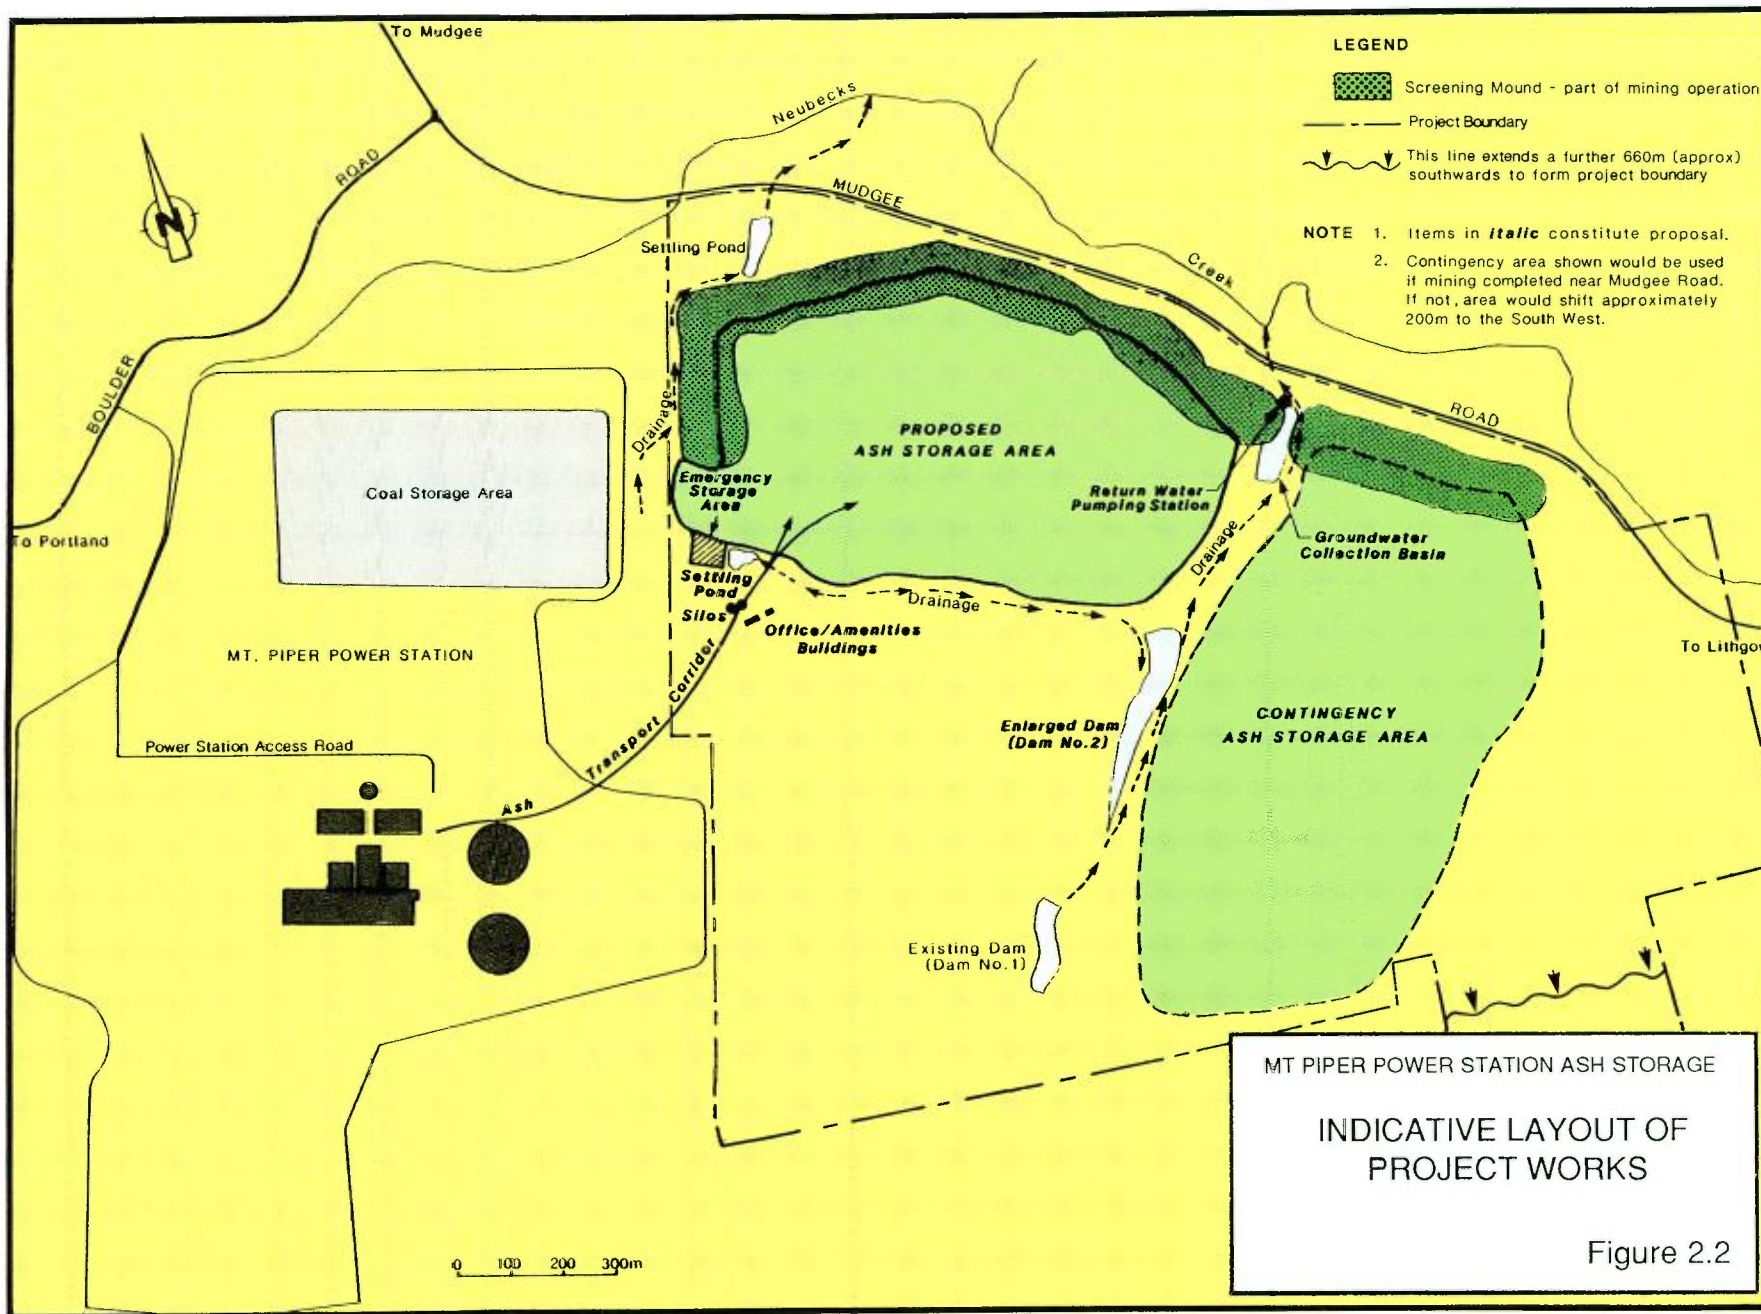 To Mudgee
LEGEND
Screening Mound - part of mining operation
Project Boundary
This line extends a further 660m (approx)
southwards to form project boundary
NOTE 1. Items in italic constitute proposal.
2. Contingency area shown would be used
if mining completed near Mudgee Road.
If not, area would shift approximately
200m to the South West.
Neubecks
Creek
N
BOULDER ROAD
MUDGEE ROAD
Settling Pond
Drainage
PROPOSED
ASH STORAGE AREA
Emergency
Storage
Area
Coal Storage Area
Return Water
Pumping Station
Groundwater
Collection Basin
To Portland
Settling
Pond
Silos
Office/Amenities
Buildings
Drainage
Drainage
MT. PIPER POWER STATION
To Lithgo
Power Station Access Road
Ash Transport Corridor
Enlarged Dam
(Dam No.2)
CONTINGENCY
ASH STORAGE AREA
Existing Dam
(Dam No.1)
MT PIPER POWER STATION ASH STORAGE
INDICATIVE LAYOUT OF
PROJECT WORKS
Figure 2.2
0 100 200 300m